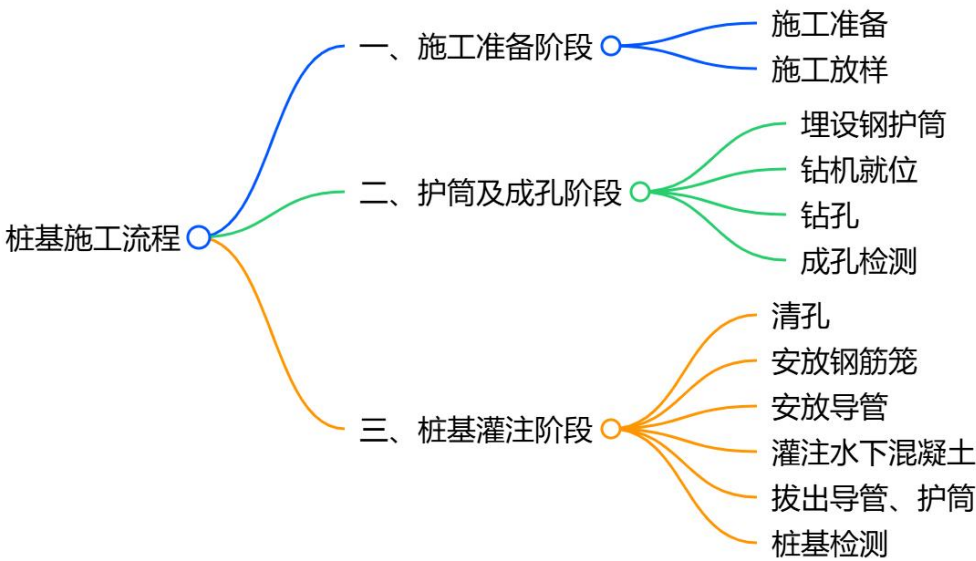 桩基施工流程
一、施工准备阶段
施工准备
施工放样
二、护筒及成孔阶段
埋设钢护筒
钻机就位
钻孔
成孔检测
三、桩基灌注阶段
清孔
安放钢筋笼
安放导管
灌注水下混凝土
拔出导管、护筒
桩基检测